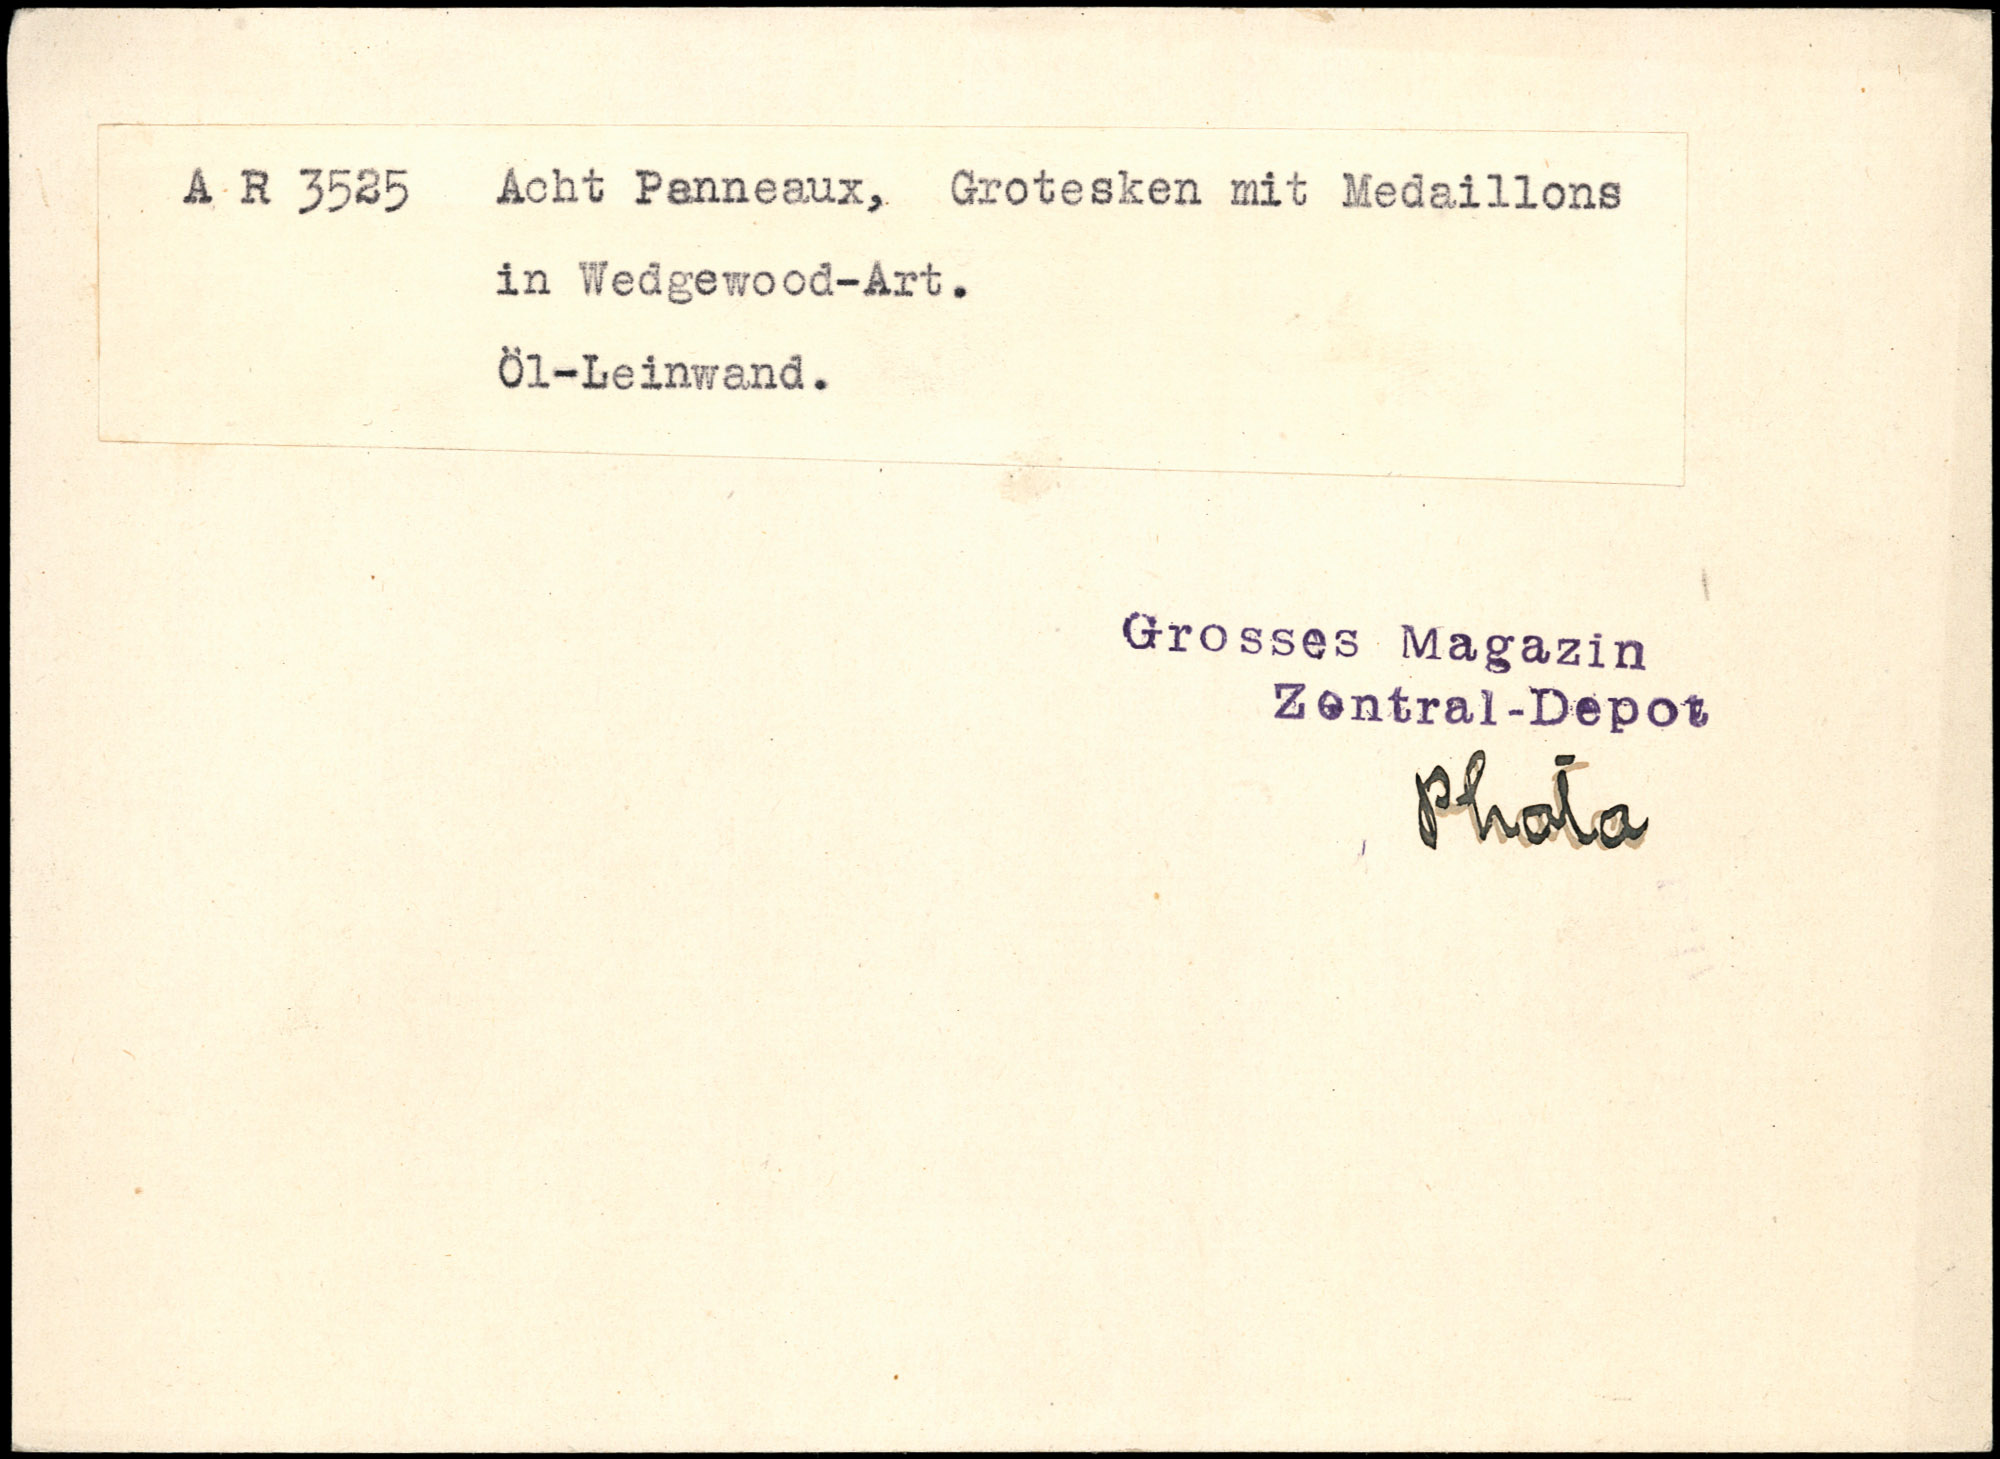 A R 3525 Acht Panneaux, Grotesken mit Medaillons
in Wedgewood-Art.
Öl-Leinwand.
Grosses Magazin
Zentral-Depot
Photo